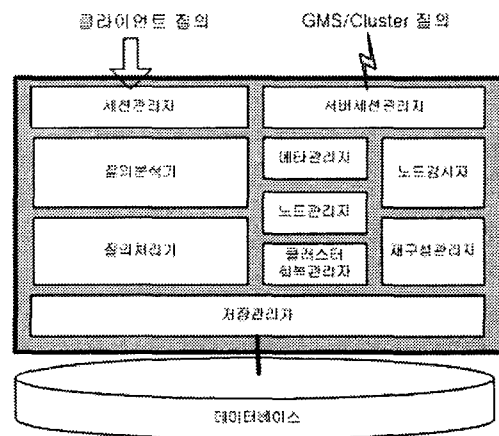 클라이언트 질의
GMS/Cluster 질의
세션관리자
서버세션관리자
질의분석기
메타관리자
노드감시자
노드관리자
질의처리기
클러스터
회복관리자
재구성관리자
저장관리자
데이터베이스